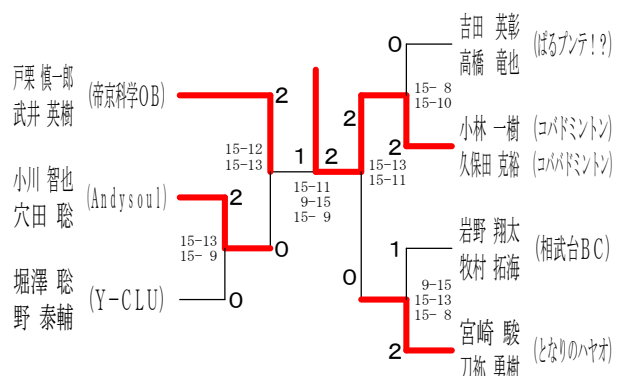 戸栗 慎一郎
武井 英樹
(帝京科学OB)
2
15-12
15-13
小川 智也
穴田 聡
(Andysoul)
2
15-13
15- 9
0
堀澤 聡
野 泰輔
(Y-CLU)
0
1
2
15-11
9-15
15- 9
吉田 英彰
高橋 竜也
(ぱるプンテ！？)
0
15- 8
15-10
2
小林 一樹 (コバドミントン)
久保田 克裕 (コババドミントン)
2
15-13
15-11
岩野 翔太
牧村 拓海
(相武台BC)
1
9-15
15-13
15- 8
0
宮崎 駿
刀祢 勇樹
(となりのハヤオ)
2